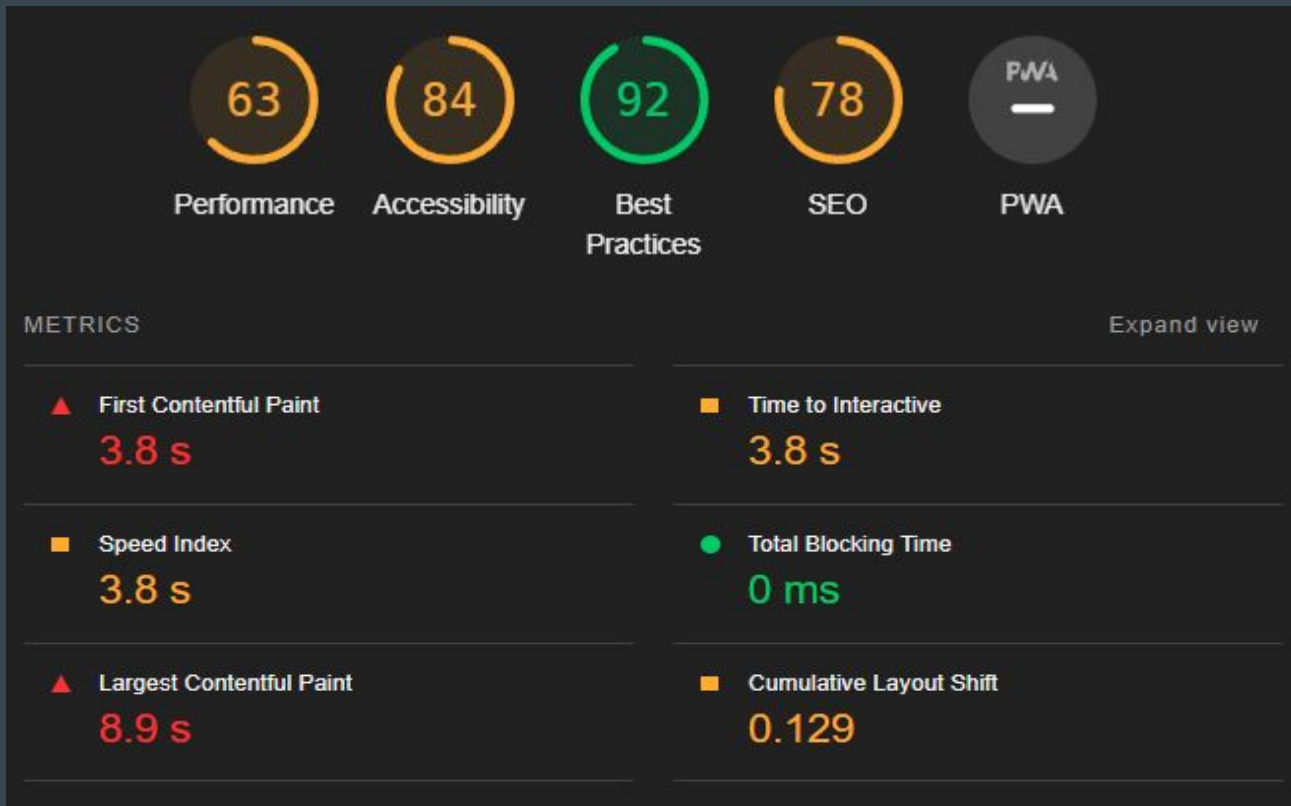 63 84 92 78 PWA
Performance Accessibility Best Practices SEO PWA
METRICS Expand view
First Contentful Paint
3.8 s
Time to Interactive
3.8 s
Speed Index
3.8 s
Total Blocking Time
0 ms
Largest Contentful Paint
8.9 s
Cumulative Layout Shift
0.129